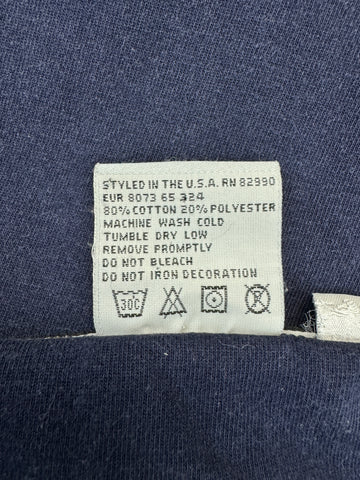 STYLED IN THE U.S.A. RN 82990
EUR 8073 65 324
80% COTTON 20% POLYESTER
MACHINE WASH COLD
TUMBLE DRY LOW
REMOVE PROMPTLY
DO NOT BLEACH
DO NOT IRON DECORATION
30C